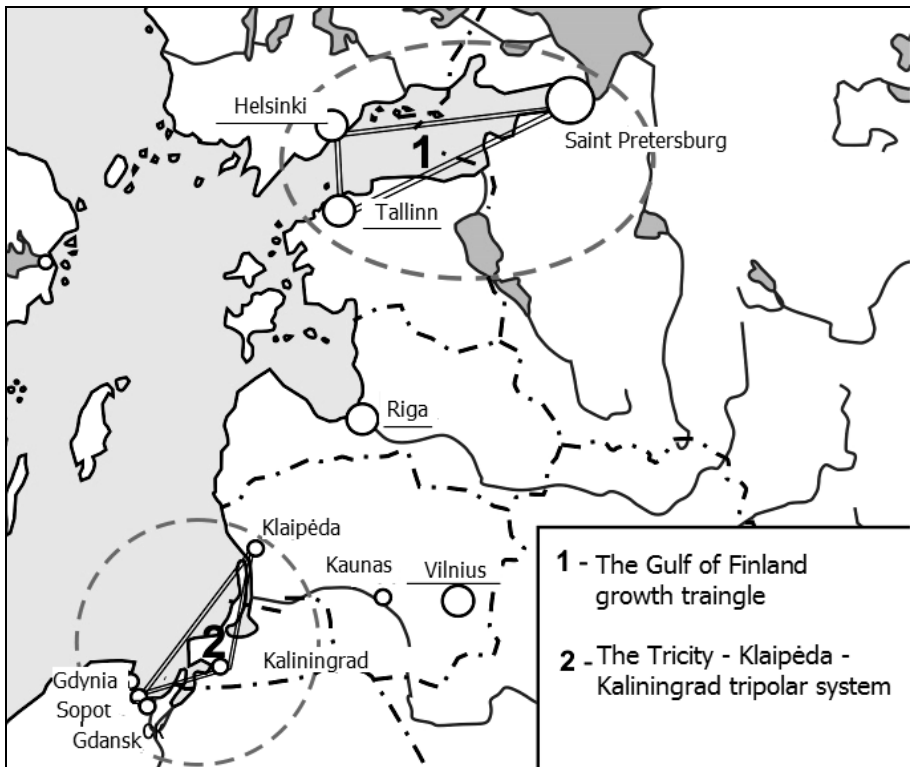 Helsinki
Saint Pretersburg
1
Tallinn
Riga
Klaipėda
Kaunas
Vilnius
2
Kaliningrad
Gdynia
Sopot
Gdansk
1 - The Gulf of Finland
growth traingle
2 - The Tricity - Klaipėda -
Kaliningrad tripolar system